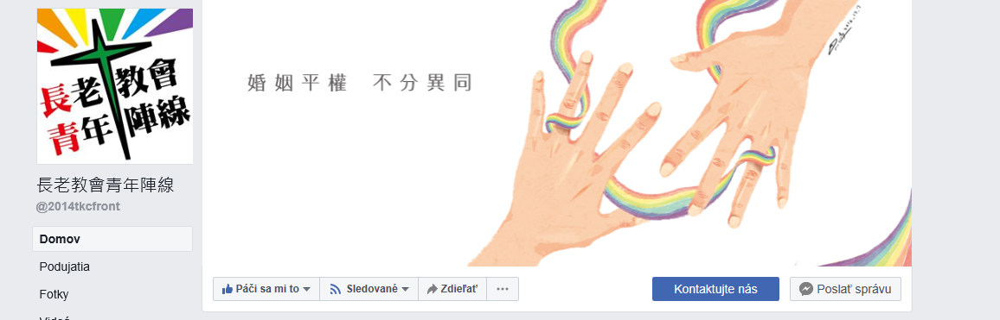 長老教會
青年陣線
長老教會青年陣線
@2014tkcfront
Domov
Podujatia
Fotky
Videá
婚姻平權 不分異同
Páči sa mi to
Sledované
Zdieľať
Kontaktujte nás
Poslať správu